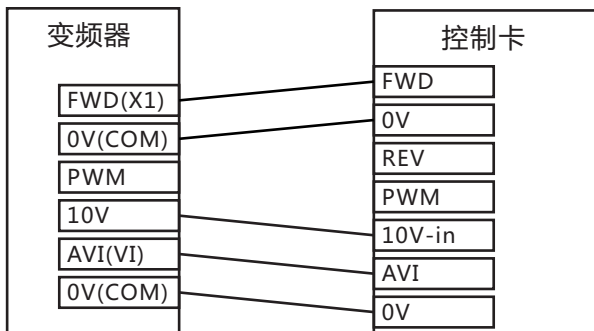 变频器
FWD(X1)
0V(COM)
PWM
10V
AVI(VI)
0V(COM)
控制卡
FWD
0V
REV
PWM
10V-in
AVI
0V